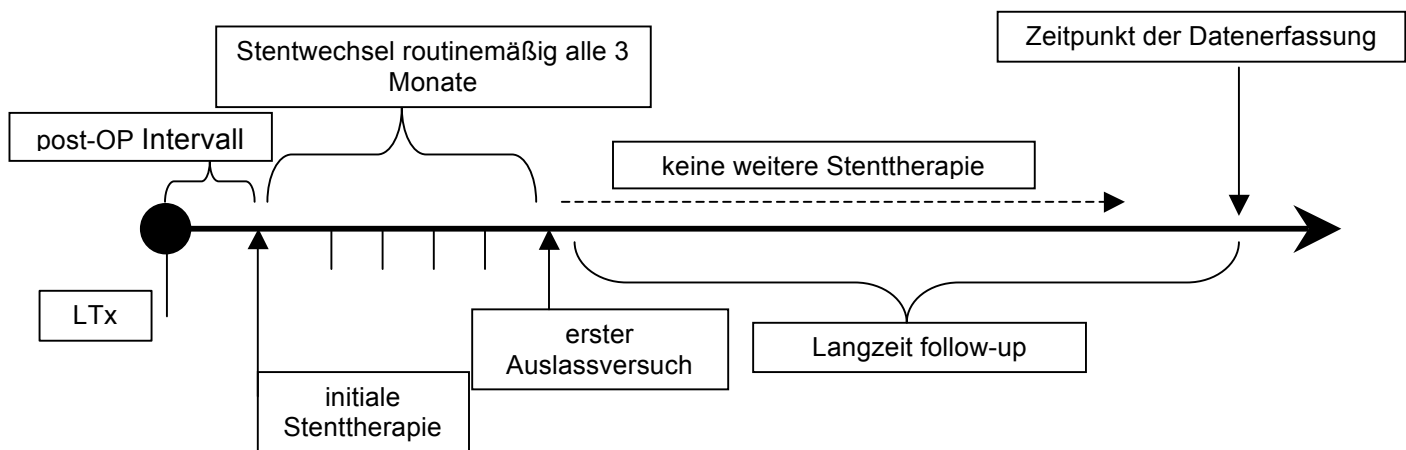 Zeitpunkt der Datenerfassung
Stentwechsel routinemäßig alle 3
Monate
post-OP Intervall
keine weitere Stenttherapie
LTx
erster
Auslassversuch
Langzeit follow-up
initiale
Stenttherapie